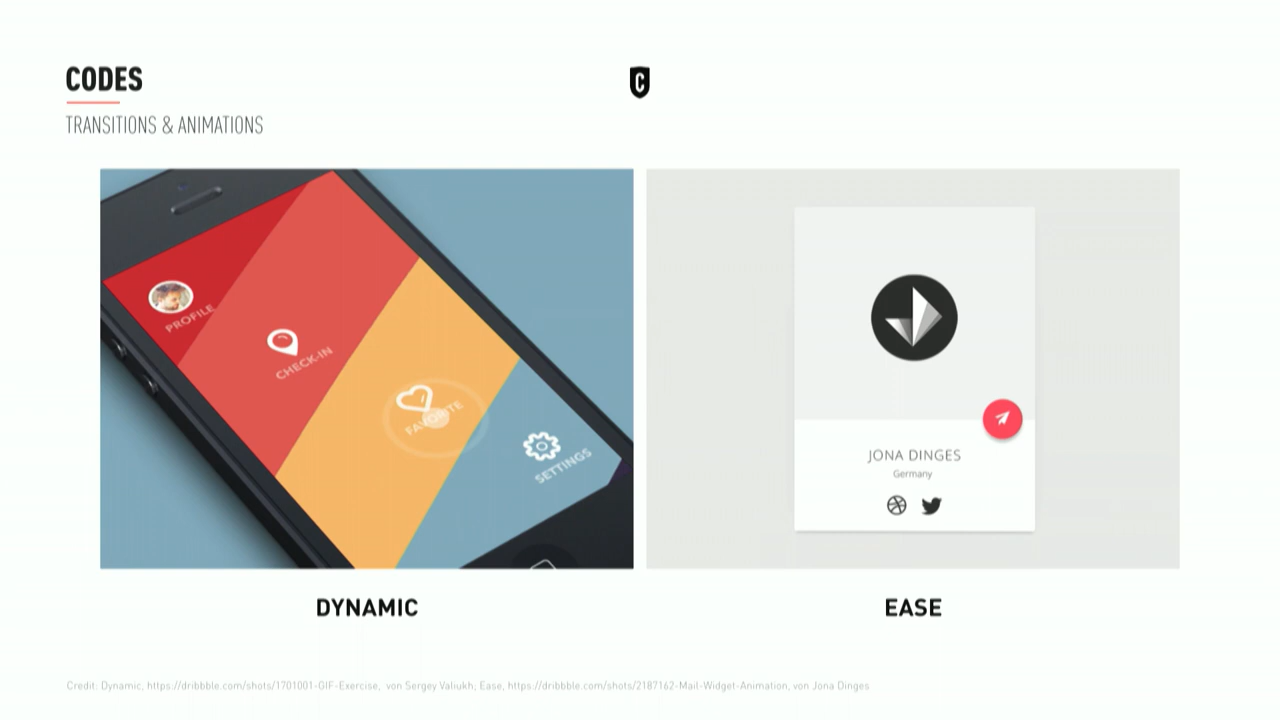 CODES
C
TRANSITIONS & ANIMATIONS
PROFILE
CHECK-IN
FAVORITE
SETTINGS
JONA DINGES
Germany
DYNAMIC
EASE
Credit: Dynamic, https://dribbble.com/shots/1701001-GIF-Exercise, von Sergey Valiukh; Ease, https://dribbble.com/shots/2187162-Mail-Widget-Animation, von Jona Dinges